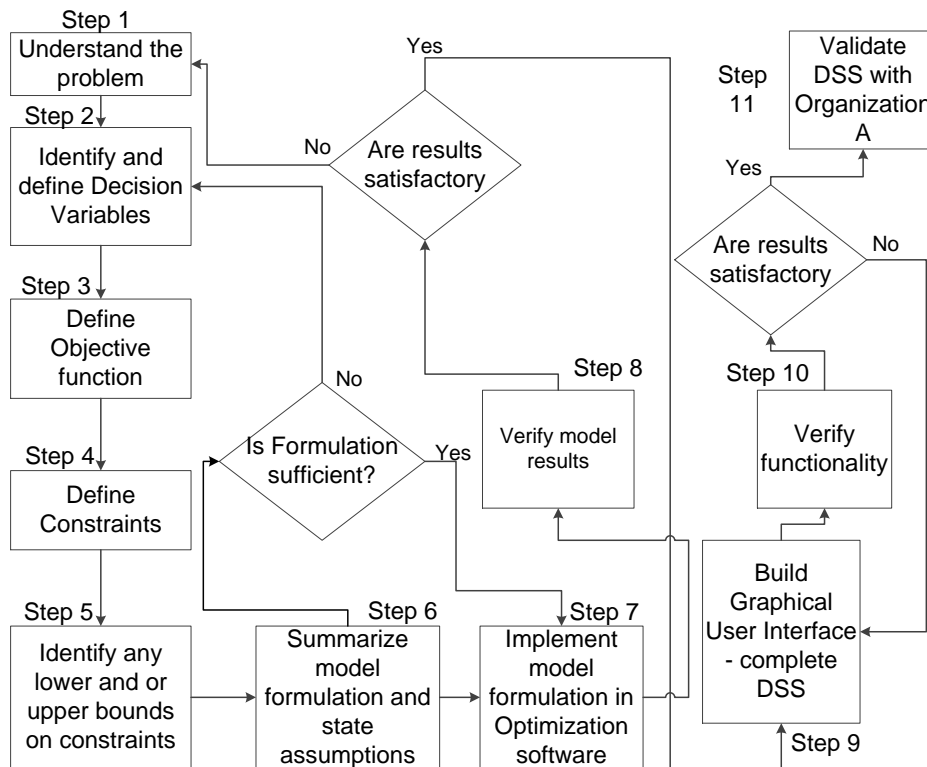 Step 1
Understand the
problem
Step 2
Identify and
define Decision
Variables
Step 3
Define
Objective
function
Step 4
Define
Constraints
Step 5
Identify any
lower and or
upper bounds
on constraints
Step 6
Summarize
model
formulation and
state
assumptions
Is Formulation
sufficient?
No
Yes
Step 7
Implement
model
formulation in
Optimization
software
Step 8
Verify model
results
Are results
satisfactory
No
Yes
Step 9
Build
Graphical
User Interface
- complete
DSS
Step 10
Verify
functionality
Are results
satisfactory
Yes
No
Step
11
Validate
DSS with
Organization
A